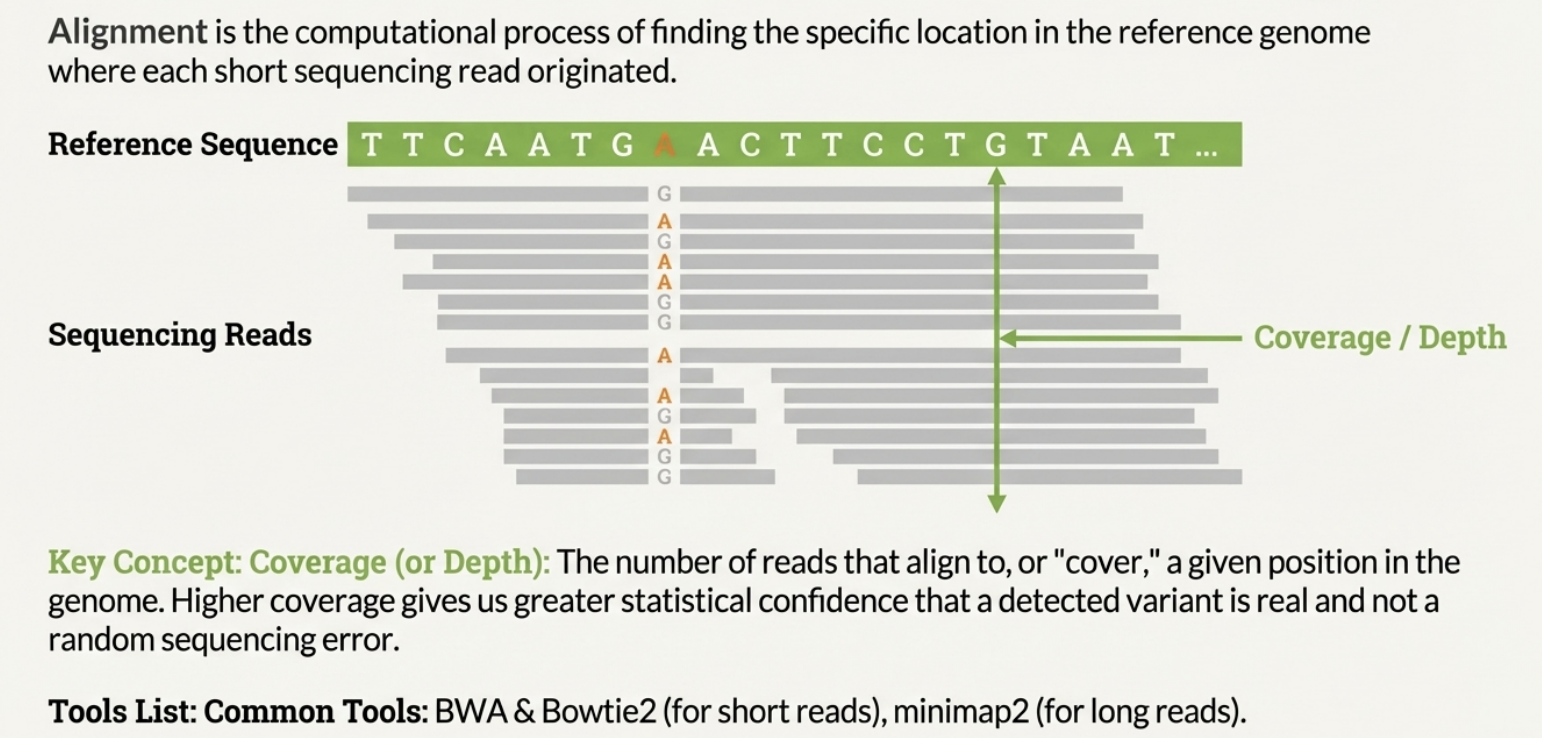 Alignment is the computational process of finding the specific location in the reference genome
where each short sequencing read originated.
Reference Sequence T T C A A T G A A C T T C C T G T A A T ...
G
A
G
A
A
G
G
Sequencing Reads
Coverage / Depth
A
A
G
A
G
G
Key Concept: Coverage (or Depth): The number of reads that align to, or "cover," a given position in the
genome. Higher coverage gives us greater statistical confidence that a detected variant is real and not a
random sequencing error.
Tools List: Common Tools: BWA & Bowtie2 (for short reads), minimap2 (for long reads).